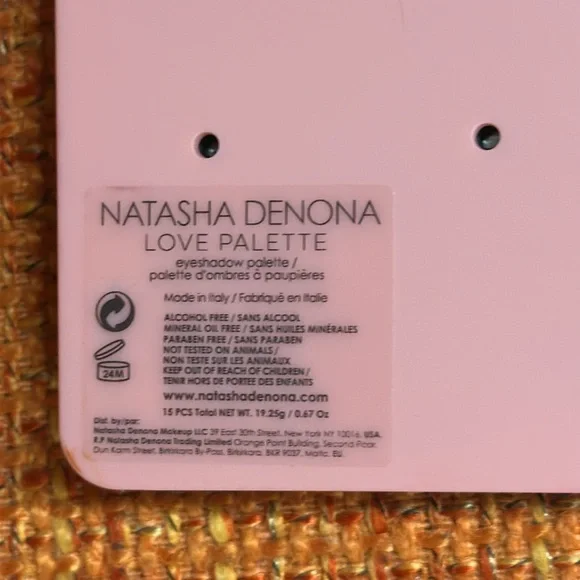 NATASHA DENONA
LOVE PALETTE
eyeshadow palette /
palette d'ombres à paupières
Made in Italy / Fabriqué en Italie
ALCOHOL FREE / SANS ALCOOL
MINERAL OIL FREE / SANS HUILES MINÉRALES
PARABEN FREE / SANS PARABEN
NOT TESTED ON ANIMALS /
NON TESTE SUR LES ANIMAUX
KEEP OUT OF REACH OF CHILDREN /
TENIR HORS DE PORTEE DES ENFANTS
24M
www.natashadenona.com
15 PCS Total NET WT. 19.25g / 0.67 Oz
Dist. by/par:
Natasha Denona Makeup LLC 39 East 30th Street, New York NY 10016, USA.
R.P Natasha Denona Trading Limited Orange Point Building, Second Floor,
Dun Karm Street, Birkirkara By-Pass, Birkirkara, BKR 9037, Malta, EU.